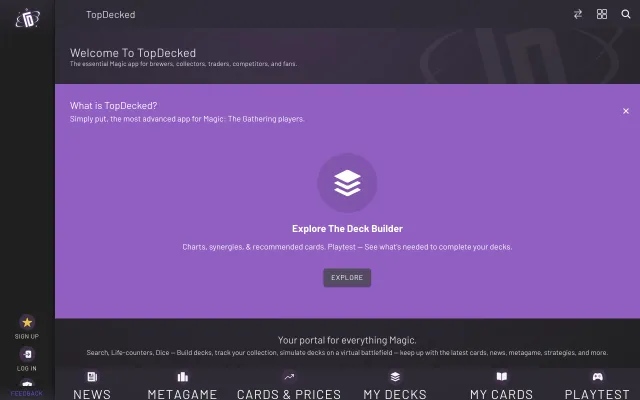 TopDecked
Welcome To TopDecked
The essential Magic app for brewers, collectors, traders, competitors, and fans.
What is TopDecked?
Simply put, the most advanced app for Magic: The Gathering players.
Explore The Deck Builder
Charts, synergies, & recommended cards. Playtest — See what's needed to complete your decks.
EXPLORE
SIGN UP
LOG IN
FEEDBACK
Your portal for everything Magic.
Search, Life-counters, Dice — Build decks, track your collection, simulate decks on a virtual battlefield — keep up with the latest cards, news, metagame, strategies, and more.
NEWS
METAGAME
CARDS & PRICES
MY DECKS
MY CARDS
PLAYTEST